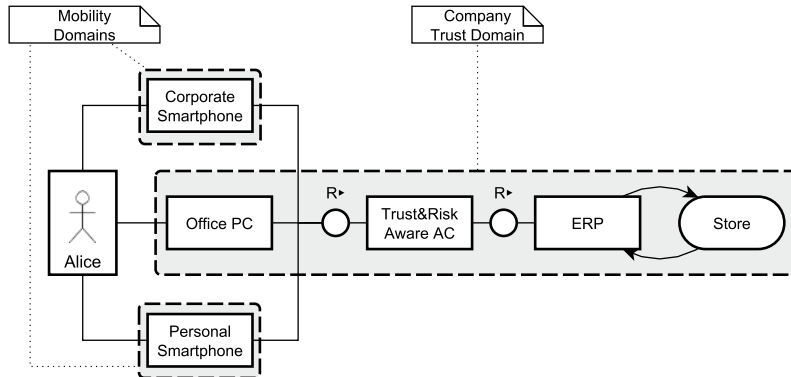 Mobility
Domains
Company
Trust Domain
Corporate
Smartphone
Alice
Office PC
R
Trust&Risk
Aware AC
R
ERP
Store
Personal
Smartphone